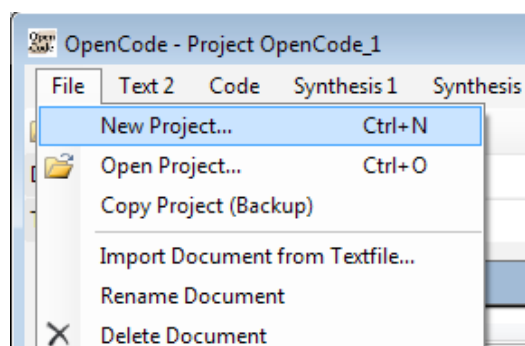 OpenCode - Project OpenCode_1
File Text 2 Code Synthesis 1 Synthesis
New Project... Ctrl+N
Open Project... Ctrl+O
Copy Project (Backup)
Import Document from Textfile...
Rename Document
Delete Document